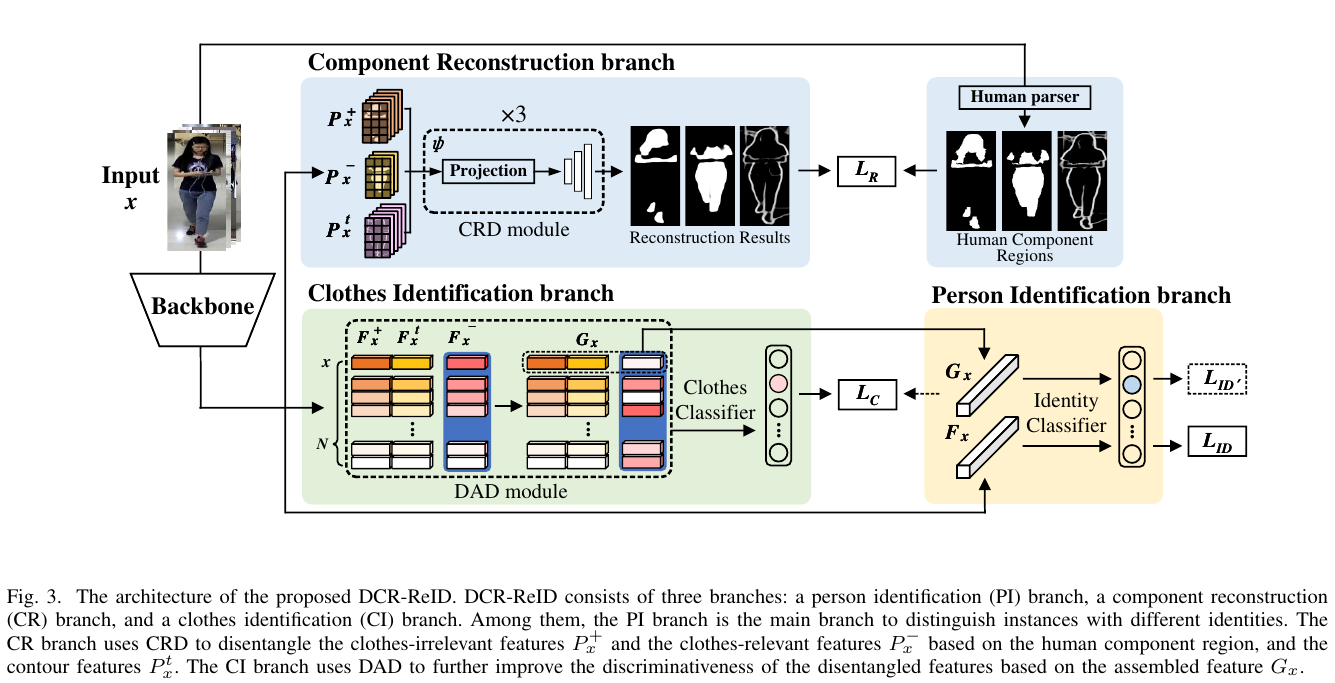 Component Reconstruction branch
Human parser
P_x^+
×3
ψ
Input
x
P_x^-
Projection
L_R
P_x^t
CRD module
Reconstruction Results
Human Component
Regions
Backbone
Clothes Identification branch
Person Identification branch
F_x^+ F_x^t F_x^- G_x
x
N
Clothes
Classifier
L_C
G_x
Identity
Classifier
F_x
L_{ID'}
L_{ID}
DAD module
Fig. 3. The architecture of the proposed DCR-ReID. DCR-ReID consists of three branches: a person identification (PI) branch, a component reconstruction
(CR) branch, and a clothes identification (CI) branch. Among them, the PI branch is the main branch to distinguish instances with different identities. The
CR branch uses CRD to disentangle the clothes-irrelevant features P_x^+ and the clothes-relevant features P_x^- based on the human component region, and the
contour features P_x^t. The CI branch uses DAD to further improve the discriminativeness of the disentangled features based on the assembled feature G_x.